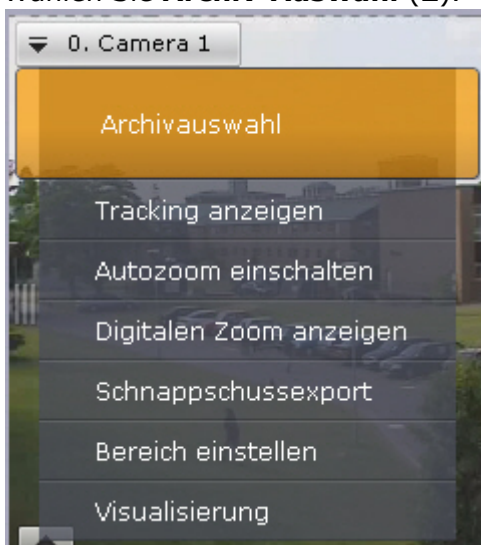 0. Camera 1
Archivauswahl
Tracking anzeigen
Autozoom einschalten
Digitalen Zoom anzeigen
Schnappschussexport
Bereich einstellen
Visualisierung